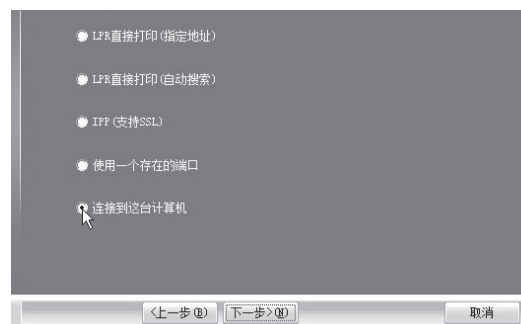 LPR直接打印(指定地址)
LPR直接打印(自动搜索)
IPP(支持SSL)
使用一个存在的端口
连接到这台计算机
<上一步(B) 下一步>(N) 取消